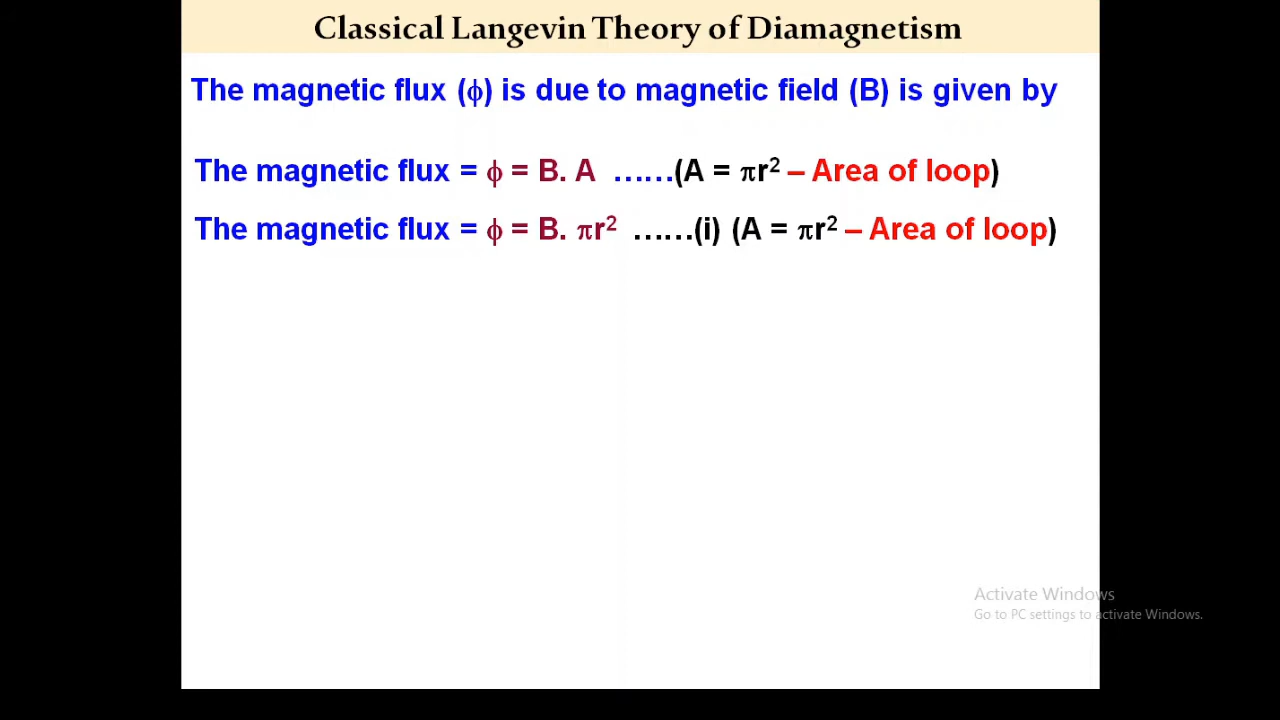 Classical Langevin Theory of Diamagnetism
The magnetic flux (ϕ) is due to magnetic field (B) is given by
The magnetic flux = ϕ = B. A ……(A = πr² – Area of loop)
The magnetic flux = ϕ = B. πr² ……(i) (A = πr² – Area of loop)
Activate Windows
Go to PC settings to activate Windows.